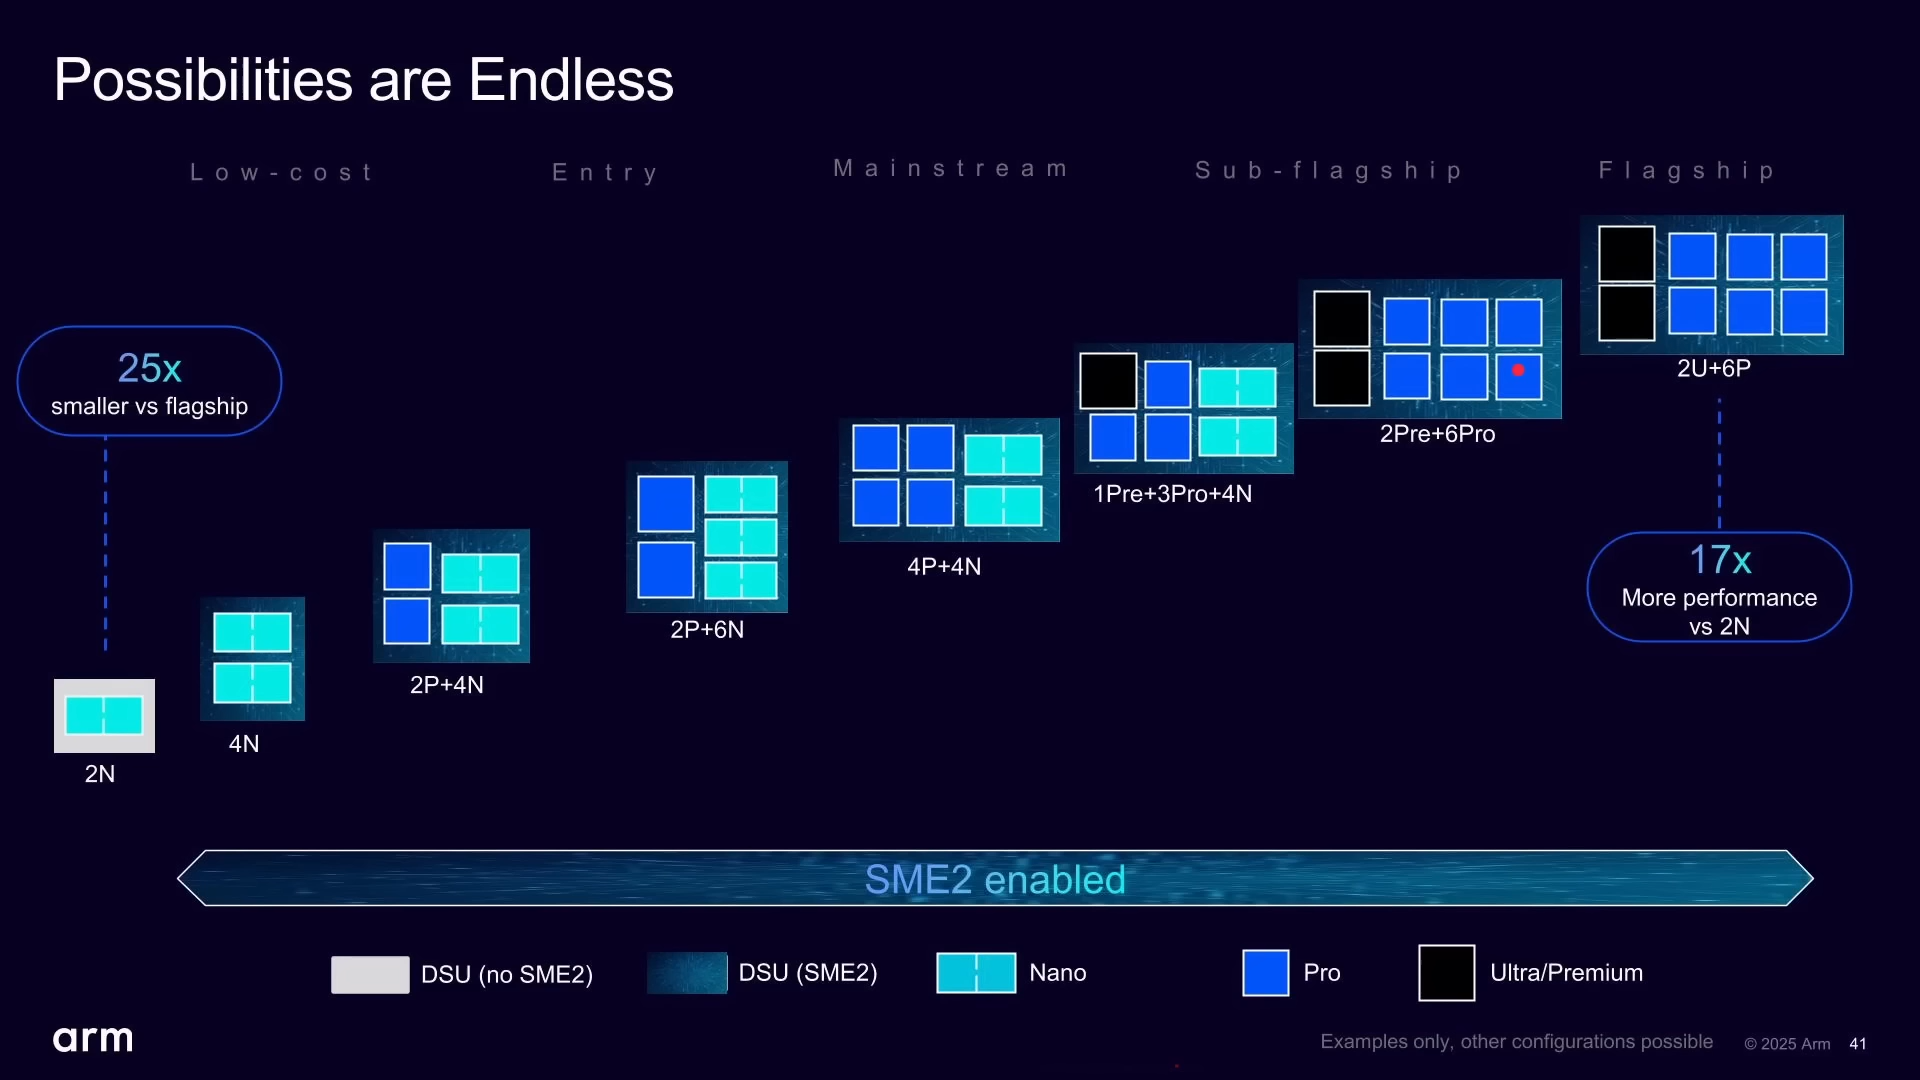 Possibilities are Endless
Low-cost
Entry
Mainstream
Sub-flagship
Flagship
25x
smaller vs flagship
2N
4N
2P+4N
2P+6N
4P+4N
1Pre+3Pro+4N
2Pre+6Pro
2U+6P
17x
More performance
vs 2N
SME2 enabled
DSU (no SME2)
DSU (SME2)
Nano
Pro
Ultra/Premium
arm
Examples only, other configurations possible
© 2025 Arm
41